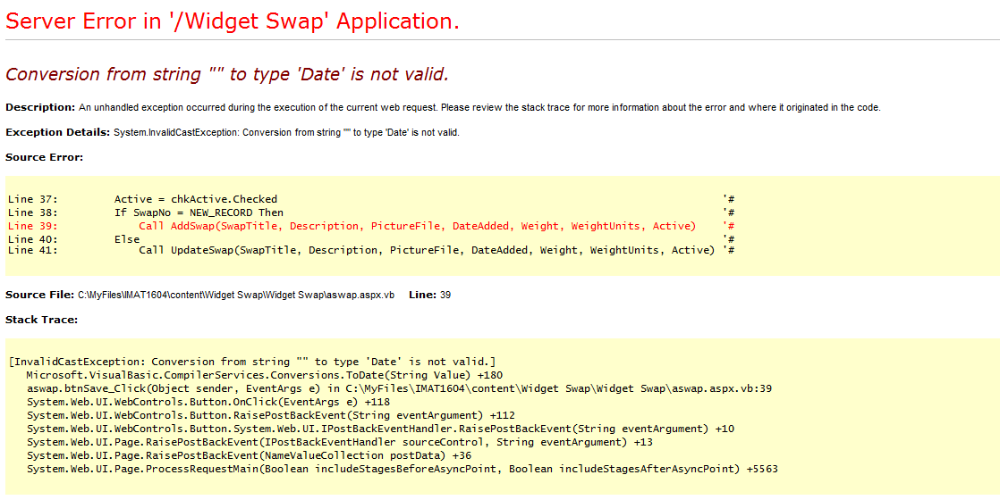 Server Error in '/Widget Swap' Application.
Conversion from string "" to type 'Date' is not valid.
Description: An unhandled exception occurred during the execution of the current web request. Please review the stack trace for more information about the error and where it originated in the code.
Exception Details: System.InvalidCastException: Conversion from string "" to type 'Date' is not valid.
Source Error:
Line 37:         Active = chkActive.Checked                                                                    '#
Line 38:         If SwapNo = NEW_RECORD Then                                                                   '#
Line 39:             Call AddSwap(SwapTitle, Description, PictureFile, DateAdded, Weight, WeightUnits, Active)    '#
Line 40:         Else                                                                                          '#
Line 41:             Call UpdateSwap(SwapTitle, Description, PictureFile, DateAdded, Weight, WeightUnits, Active) '#
Source File: C:\MyFiles\IMAT1604\content\Widget Swap\Widget Swap\aswap.aspx.vb    Line: 39
Stack Trace:
[InvalidCastException: Conversion from string "" to type 'Date' is not valid.]
Microsoft.VisualBasic.CompilerServices.Conversions.ToDate(String Value) +180
aswap.btnSave_Click(Object sender, EventArgs e) in C:\MyFiles\IMAT1604\content\Widget Swap\Widget Swap\aswap.aspx.vb:39
System.Web.UI.WebControls.Button.OnClick(EventArgs e) +118
System.Web.UI.WebControls.Button.RaisePostBackEvent(String eventArgument) +112
System.Web.UI.WebControls.Button.System.Web.UI.IPostBackEventHandler.RaisePostBackEvent(String eventArgument) +10
System.Web.UI.Page.RaisePostBackEvent(IPostBackEventHandler sourceControl, String eventArgument) +13
System.Web.UI.Page.RaisePostBackEvent(NameValueCollection postData) +36
System.Web.UI.Page.ProcessRequestMain(Boolean includeStagesBeforeAsyncPoint, Boolean includeStagesAfterAsyncPoint) +5563